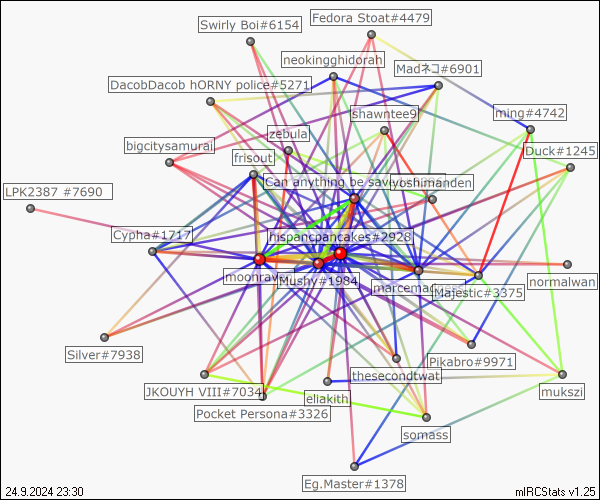 Swirly Boi#6154
Fedora Stoat#4479
neokingghidorah
Madネコ#6901
DacobDacob hORNY police#5271
shawntee9
ming#4742
zebula
bigcitysamurai
Duck#1245
frisout
Can anything be
yoshimanden
LPK2387 #7690
Cypha#1717
hispancpancakes#2928
moonrav
Mushy#1984
Majestic#3375
normalwan
Silver#7938
Pikabro#9971
thesecondtwat
JKOUYH VIII#7034
eliakith
mukszi
Pocket Persona#3326
somass
Eg.Master#1378
24.9.2024 23:30
mIRCStats v1.25